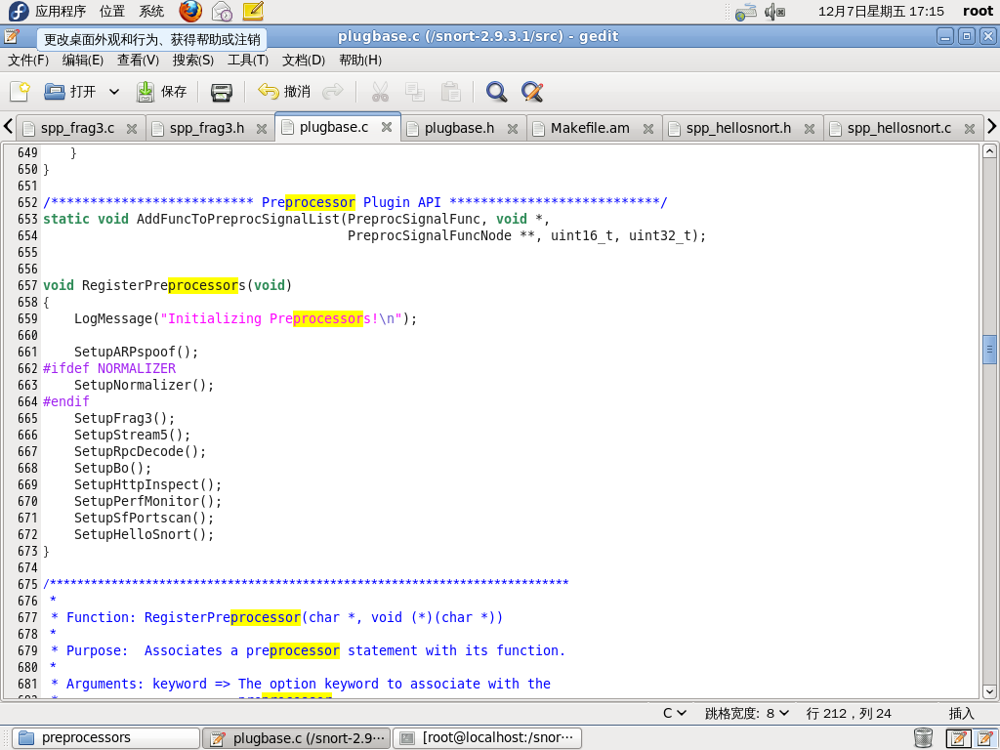 应用程序 位置 系统 12月7日星期五 17:15 root
更改桌面外观和行为、获得帮助或注销 plugbase.c (/snort-2.9.3.1/src) - gedit
文件(F) 编辑(E) 查看(V) 搜索(S) 工具(T) 文档(D) 帮助(H)
打开 保存 撤消
spp_frag3.c spp_frag3.h plugbase.c plugbase.h Makefile.am spp_hellosnort.h spp_hellosnort.c
649     }
650 }
651
652 /************************** Preprocessor Plugin API ***************************/
653 static void AddFuncToPreprocSignalList(PreprocSignalFunc, void *,
654                                        PreprocSignalFuncNode **, uint16_t, uint32_t);
655
656
657 void RegisterPreprocessors(void)
658 {
659     LogMessage("Initializing Preprocessors!\n");
660
661     SetupARPspoof();
662 #ifdef NORMALIZER
663     SetupNormalizer();
664 #endif
665     SetupFrag3();
666     SetupStream5();
667     SetupRpcDecode();
668     SetupBo();
669     SetupHttpInspect();
670     SetupPerfMonitor();
671     SetupSfPortscan();
672     SetupHelloSnort();
673 }
674
675 /****************************************************************************
676  *
677  * Function: RegisterPreprocessor(char *, void (*)(char *))
678  *
679  * Purpose:  Associates a preprocessor statement with its function.
680  *
681  * Arguments: keyword => The option keyword to associate with the
C 跳格宽度: 8 行 212，列 24 插入
preprocessors plugbase.c (/snort-2.9··· [root@localhost:/snor···